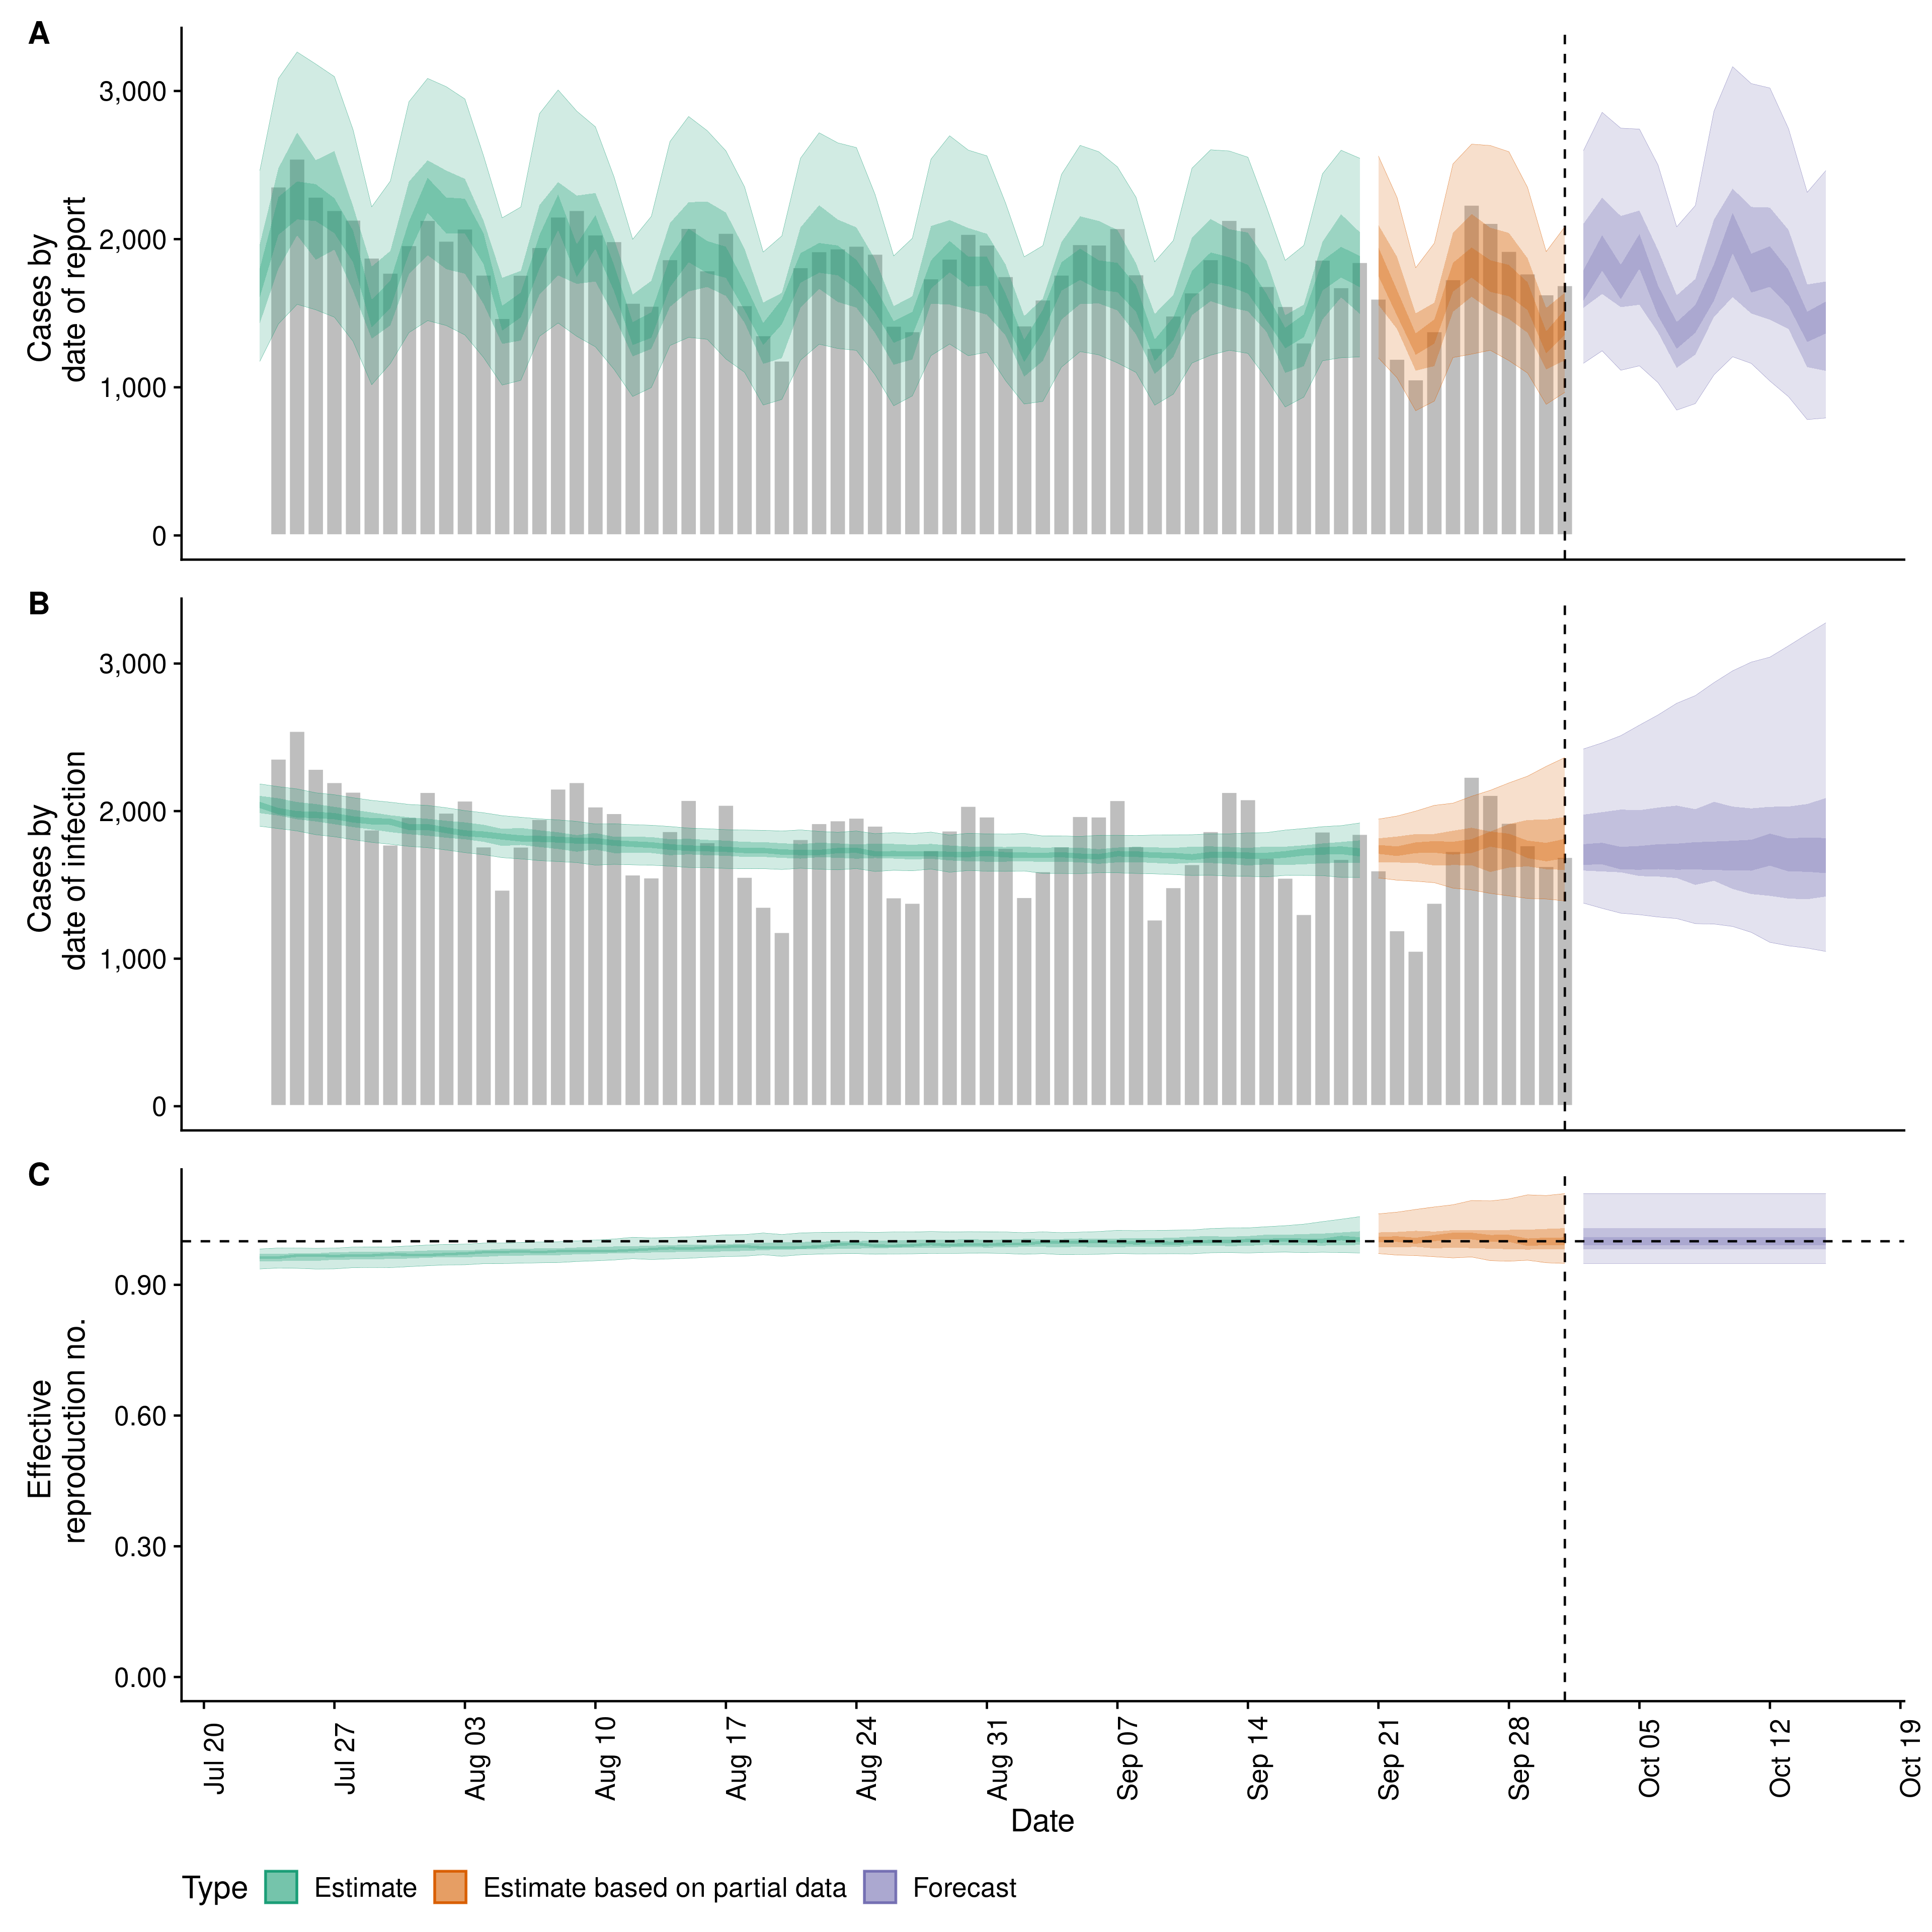 A
Cases by
date of report
3,000
2,000
1,000
0
B
Cases by
date of infection
3,000
2,000
1,000
0
C
Effective
reproduction no.
0.90
0.60
0.30
0.00
Jul 20
Jul 27
Aug 03
Aug 10
Aug 17
Aug 24
Aug 31
Sep 07
Sep 14
Sep 21
Sep 28
Oct 05
Oct 12
Oct 19
Date
Type
Estimate
Estimate based on partial data
Forecast